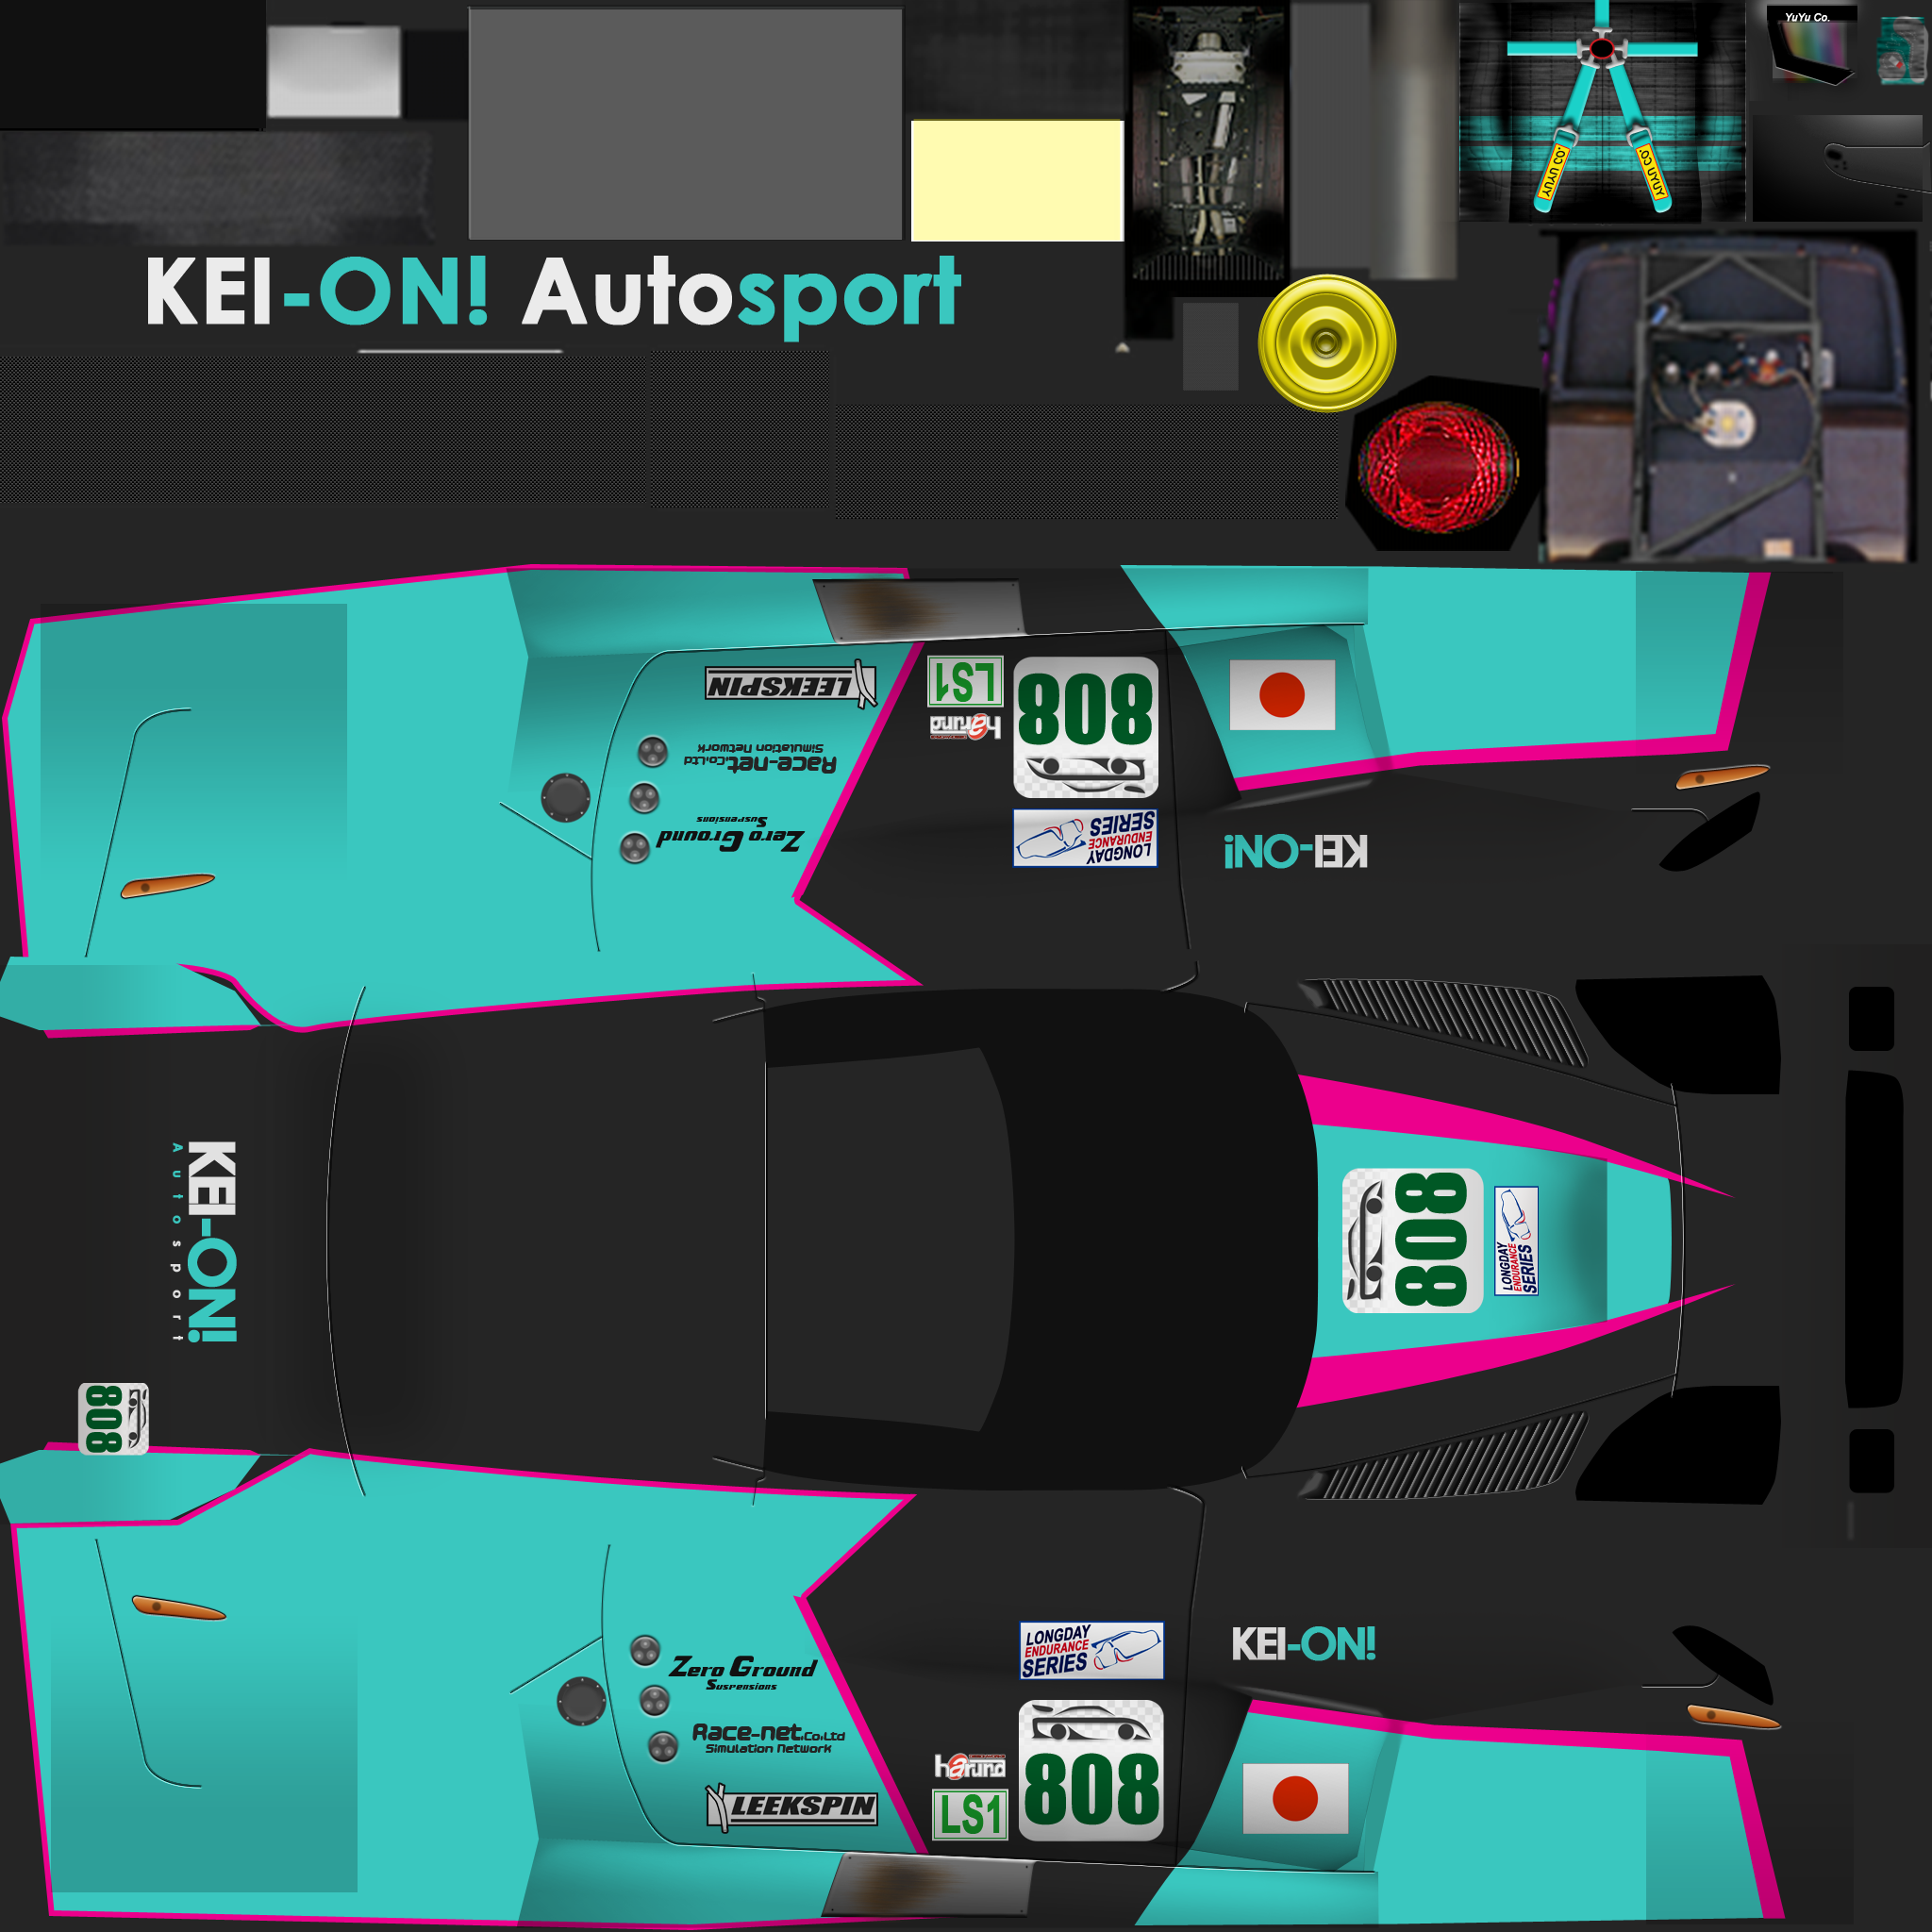 YuYu Co.
YUYU CO.
YUYU CO.
KEI-ON! Autosport
LEEKSPIN
Race-net.Co.Ltd
Simulation Network
Zero Ground
Suspensions
LS1
haruna
808
LONGDAY
ENDURANCE
SERIES
KEI-ON!
KEI-ON!
Autosport
808
808
LONGDAY
ENDURANCE
SERIES
Zero Ground
Suspensions
Race-net.Co.Ltd
Simulation Network
LEEKSPIN
haruna
LS1
LONGDAY
ENDURANCE
SERIES
808
KEI-ON!